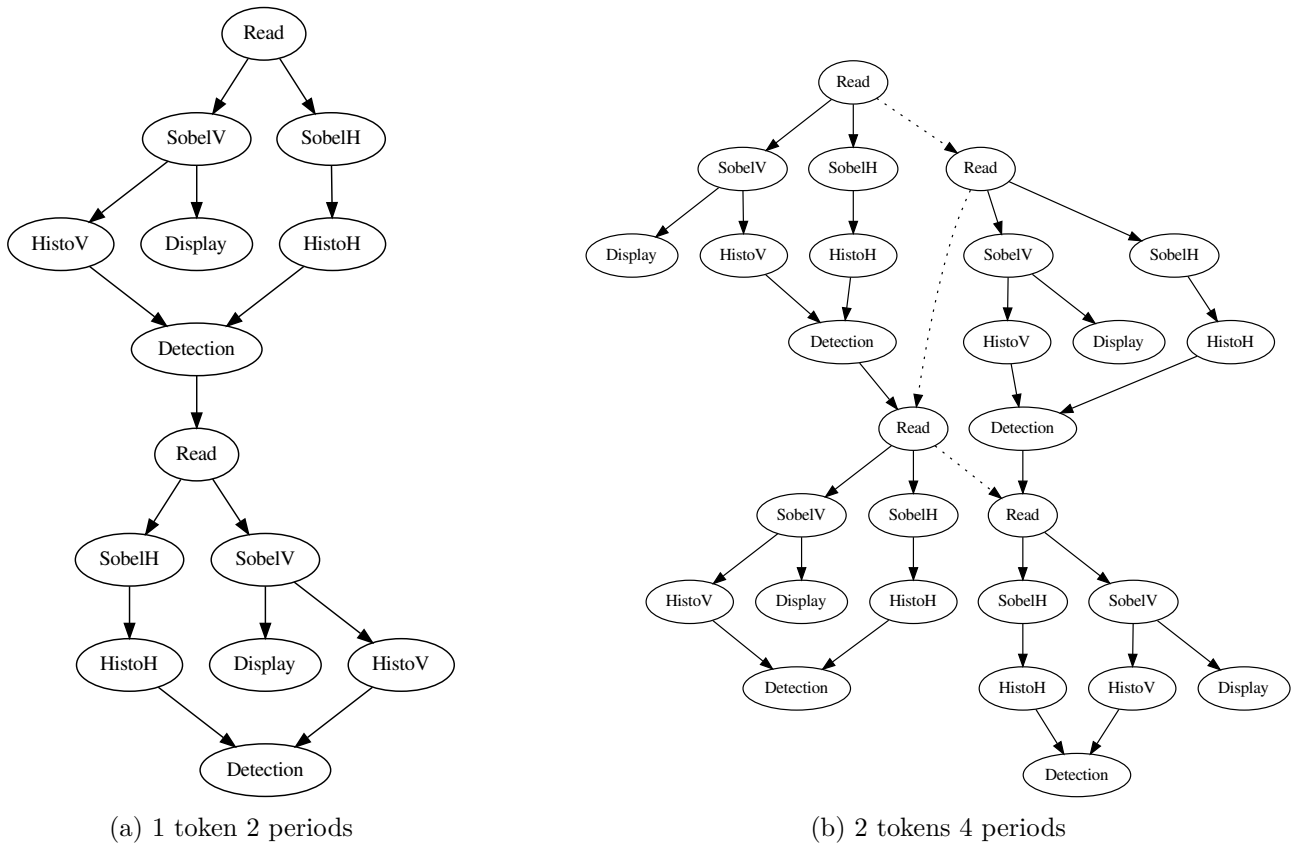 Read
SobelV SobelH
HistoV Display HistoH
Detection
Read
SobelH SobelV
HistoH Display HistoV
Detection
(a) 1 token 2 periods
Read
SobelV SobelH Read
Display HistoV HistoH SobelV SobelH
Detection HistoV Display HistoH
Read Detection
SobelV SobelH Read
HistoV Display HistoH SobelH SobelV
Detection HistoH HistoV Display
Detection
(b) 2 tokens 4 periods